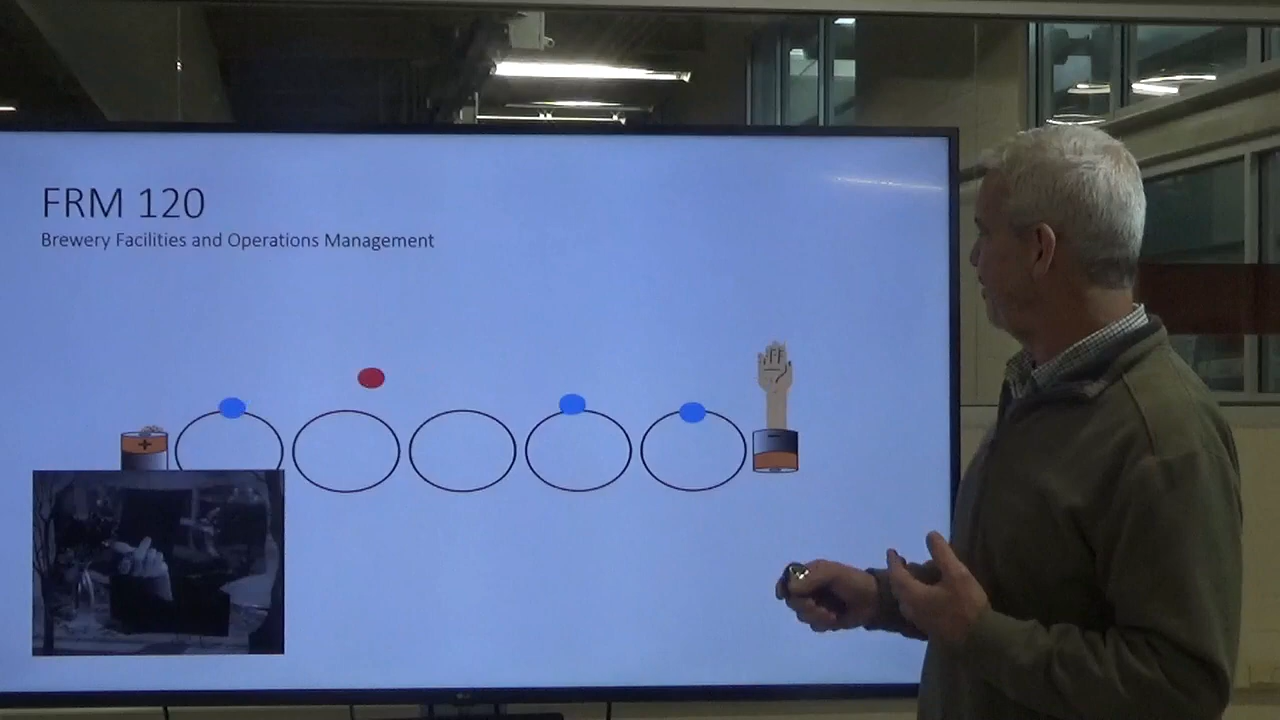 FRM 120
Brewery Facilities and Operations Management
+
-